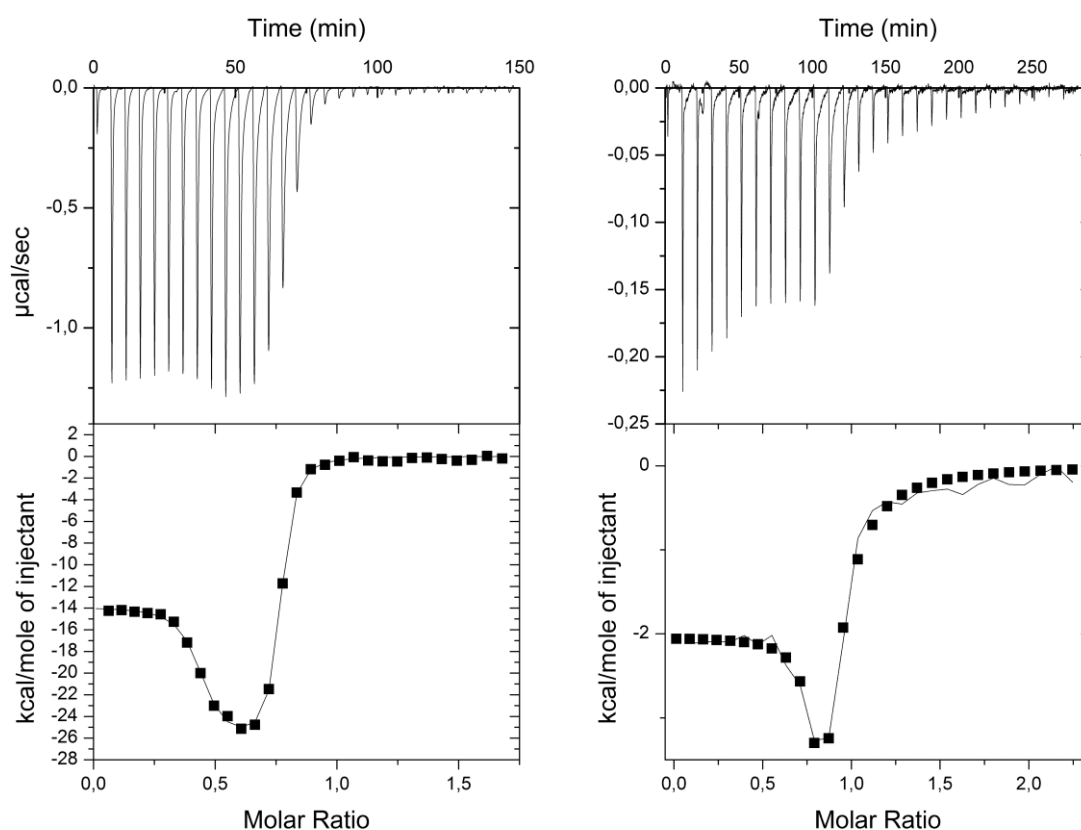 Time (min)
0 50 100 150
0,0
-0,5
-1,0
µcal/sec
2
0
-2
-4
-6
-8
-10
-12
-14
-16
-18
-20
-22
-24
-26
-28
kcal/mole of injectant
0,0 0,5 1,0 1,5
Molar Ratio
Time (min)
0 50 100 150 200 250
0,00
-0,05
-0,10
-0,15
-0,20
-0,25
0
-2
kcal/mole of injectant
0,0 0,5 1,0 1,5 2,0
Molar Ratio